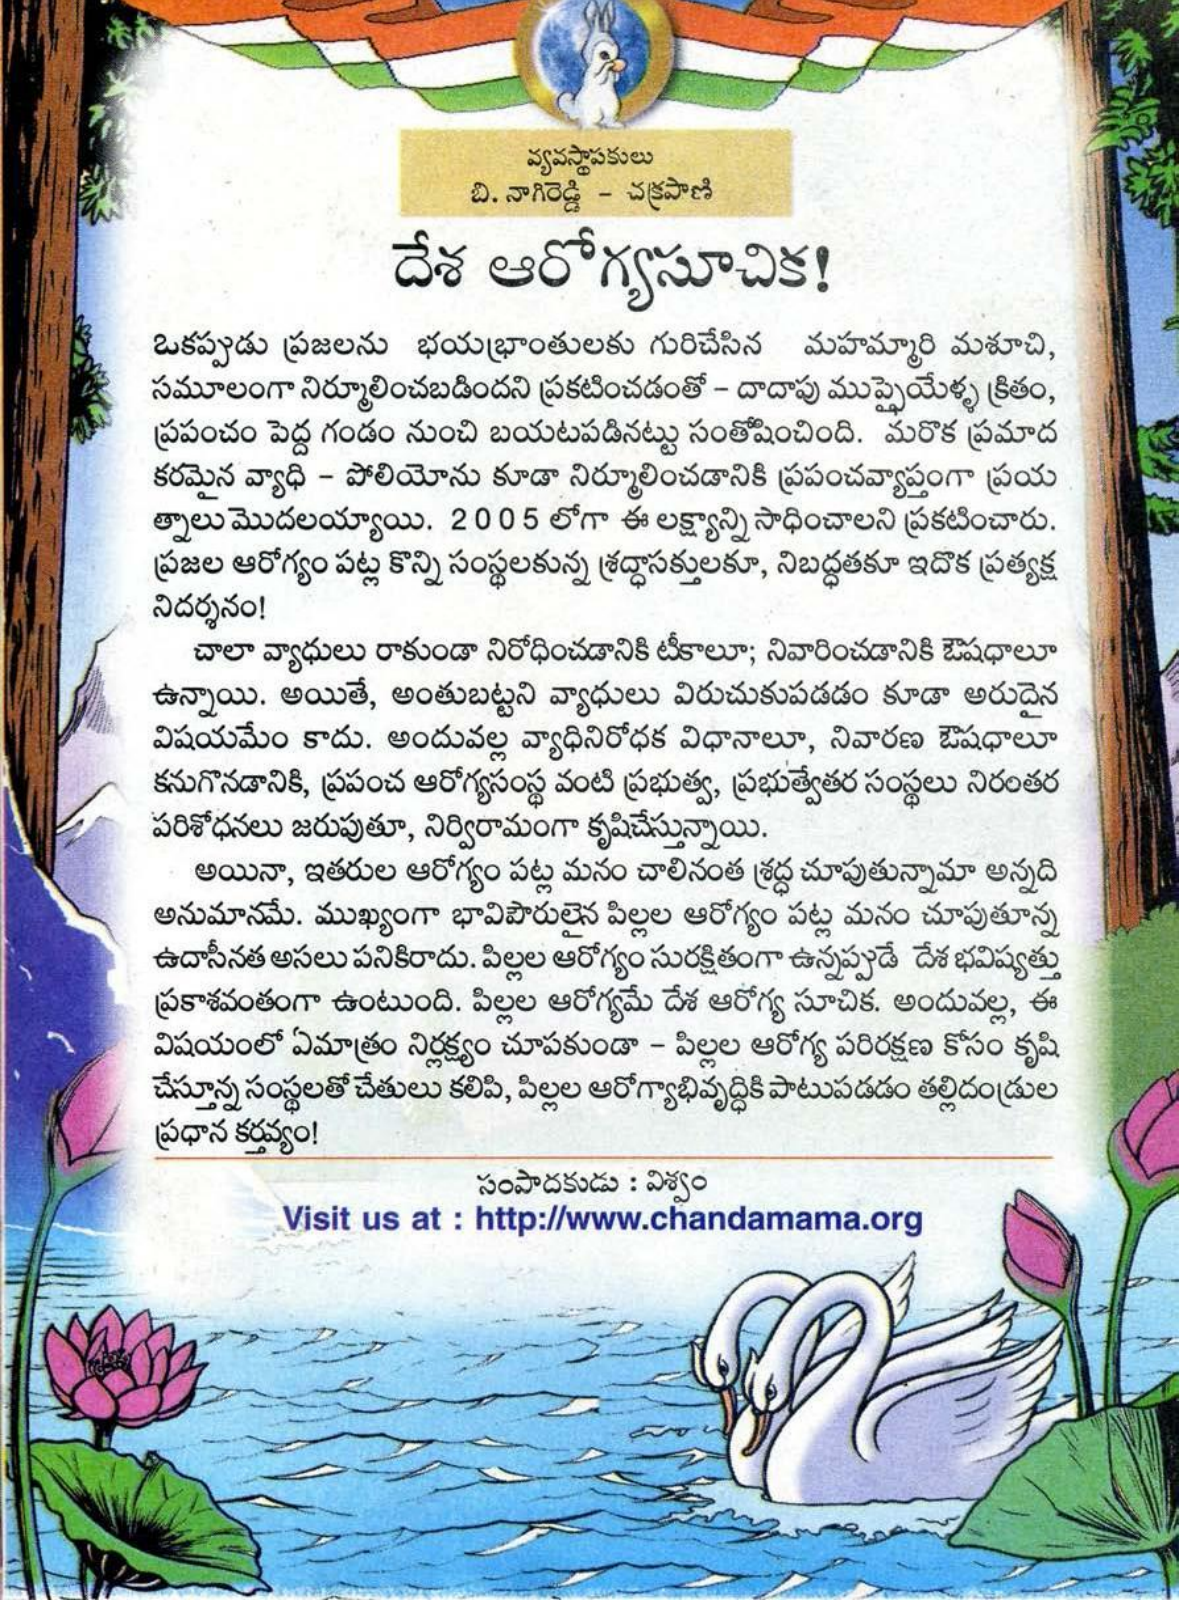 వ్యవస్థాపకులు
బి. నాగిరెడ్డి – చక్రపాణి
దేశ ఆరోగ్యసూచిక!
ఒకప్పుడు ప్రజలను భయభ్రాంతులకు గురిచేసిన మహమ్మారి మశూచి,
సమూలంగా నిర్మూలించబడిందని ప్రకటించడంతో – దాదాపు ముప్ఫైయేళ్ళ క్రితం,
ప్రపంచం పెద్ద గండం నుంచి బయటపడినట్టు సంతోషించింది. మరొక ప్రమాద
కరమైన వ్యాధి – పోలియోను కూడా నిర్మూలించడానికి ప్రపంచవ్యాప్తంగా ప్రయ
త్నాలు మొదలయ్యాయి. 2005 లోగా ఈ లక్ష్యాన్ని సాధించాలని ప్రకటించారు.
ప్రజల ఆరోగ్యం పట్ల కొన్ని సంస్థలకున్న శ్రద్ధాసక్తులకూ, నిబద్ధతకూ ఇదొక ప్రత్యక్ష
నిదర్శనం!
చాలా వ్యాధులు రాకుండా నిరోధించడానికి టీకాలూ; నివారించడానికి ఔషధాలూ
ఉన్నాయి. అయితే, అంతుబట్టని వ్యాధులు విరుచుకుపడడం కూడా అరుదైన
విషయమేం కాదు. అందువల్ల వ్యాధినిరోధక విధానాలూ, నివారణ ఔషధాలూ
కనుగొనడానికి, ప్రపంచ ఆరోగ్యసంస్థ వంటి ప్రభుత్వ, ప్రభుత్వేతర సంస్థలు నిరంతర
పరిశోధనలు జరుపుతూ, నిర్విరామంగా కృషిచేస్తున్నాయి.
అయినా, ఇతరుల ఆరోగ్యం పట్ల మనం చాలినంత శ్రద్ధ చూపుతున్నామా అన్నది
అనుమానమే. ముఖ్యంగా భావిపౌరులైన పిల్లల ఆరోగ్యం పట్ల మనం చూపుతూన్న
ఉదాసీనత అసలు పనికిరాదు. పిల్లల ఆరోగ్యం సురక్షితంగా ఉన్నప్పుడే దేశ భవిష్యత్తు
ప్రకాశవంతంగా ఉంటుంది. పిల్లల ఆరోగ్యమే దేశ ఆరోగ్య సూచిక. అందువల్ల, ఈ
విషయంలో ఏమాత్రం నిర్లక్ష్యం చూపకుండా – పిల్లల ఆరోగ్య పరిరక్షణ కోసం కృషి
చేస్తూన్న సంస్థలతో చేతులు కలిపి, పిల్లల ఆరోగ్యాభివృద్ధికి పాటుపడడం తల్లిదండ్రుల
ప్రధాన కర్తవ్యం!
సంపాదకుడు : విశ్వం
Visit us at : http://www.chandamama.org